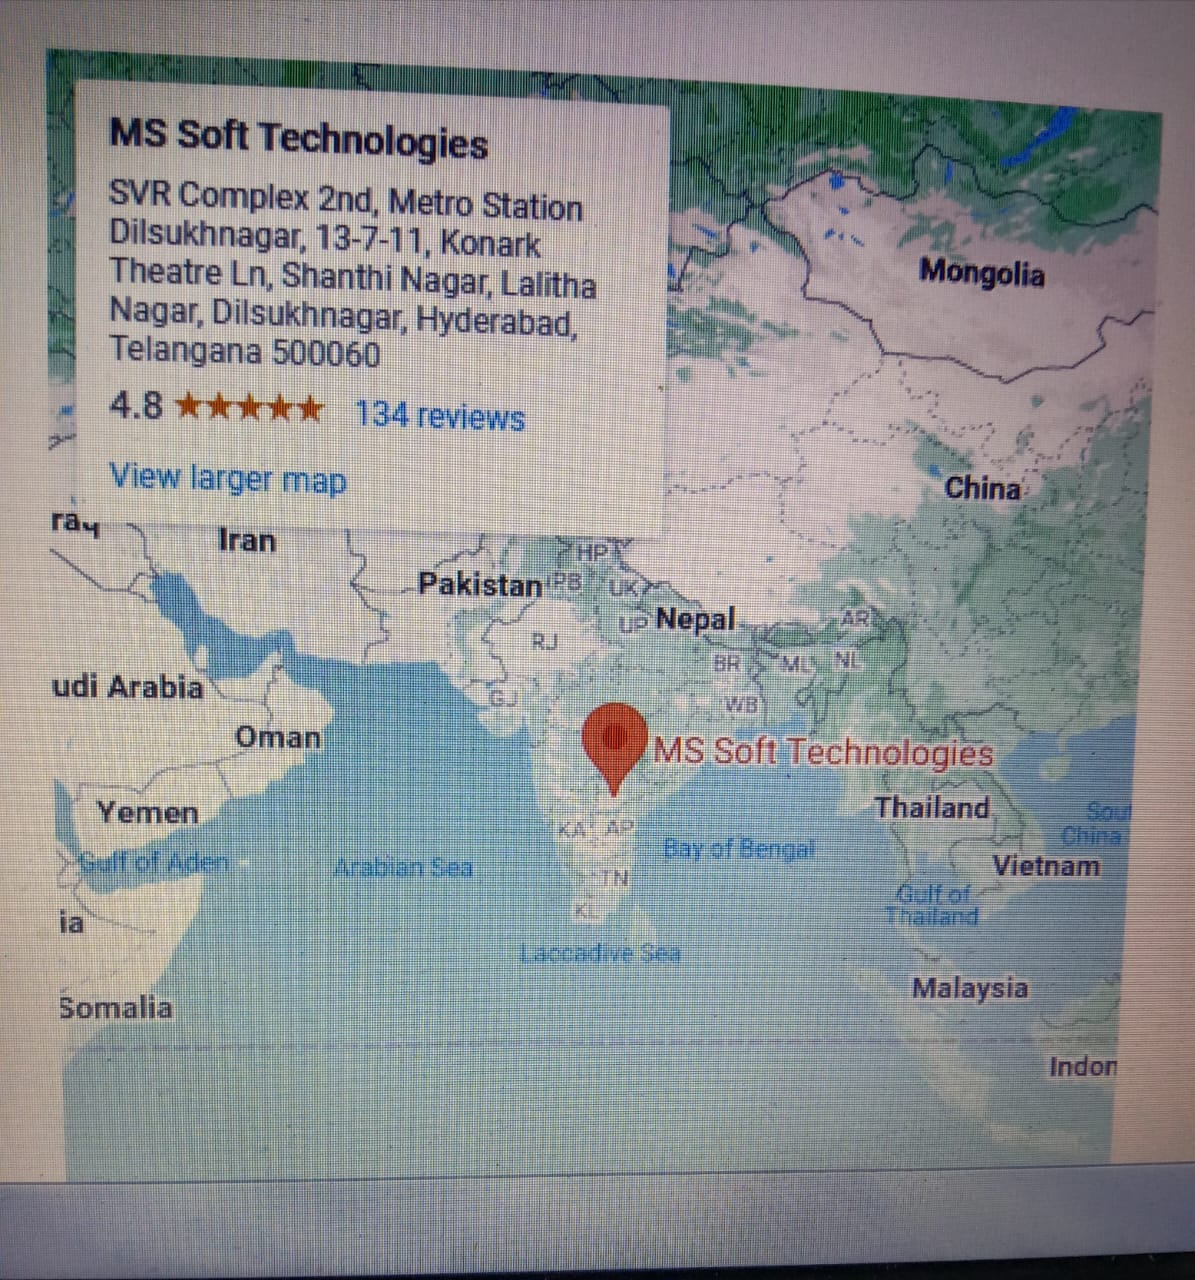 MS Soft Technologies
SVR Complex 2nd, Metro Station
Dilsukhnagar, 13-7-11, Konark
Theatre Ln, Shanthi Nagar, Lalitha
Nagar, Dilsukhnagar, Hyderabad,
Telangana 500060
4.8 ★★★★★ 134 reviews
View larger map
Mongolia
China
raq
Iran
HP
Pakistan PB UK
UP Nepal AR
RJ
BR ML NL
udi Arabia
GJ WB
Oman
MS Soft Technologies
Yemen
Thailand
Sout
China
KA AP
Bay of Bengal
Gulf of Aden
Arabian Sea
Vietnam
TN
Gulf of
Thailand
KL
ia
Laccadive Sea
Malaysia
Somalia
Indon